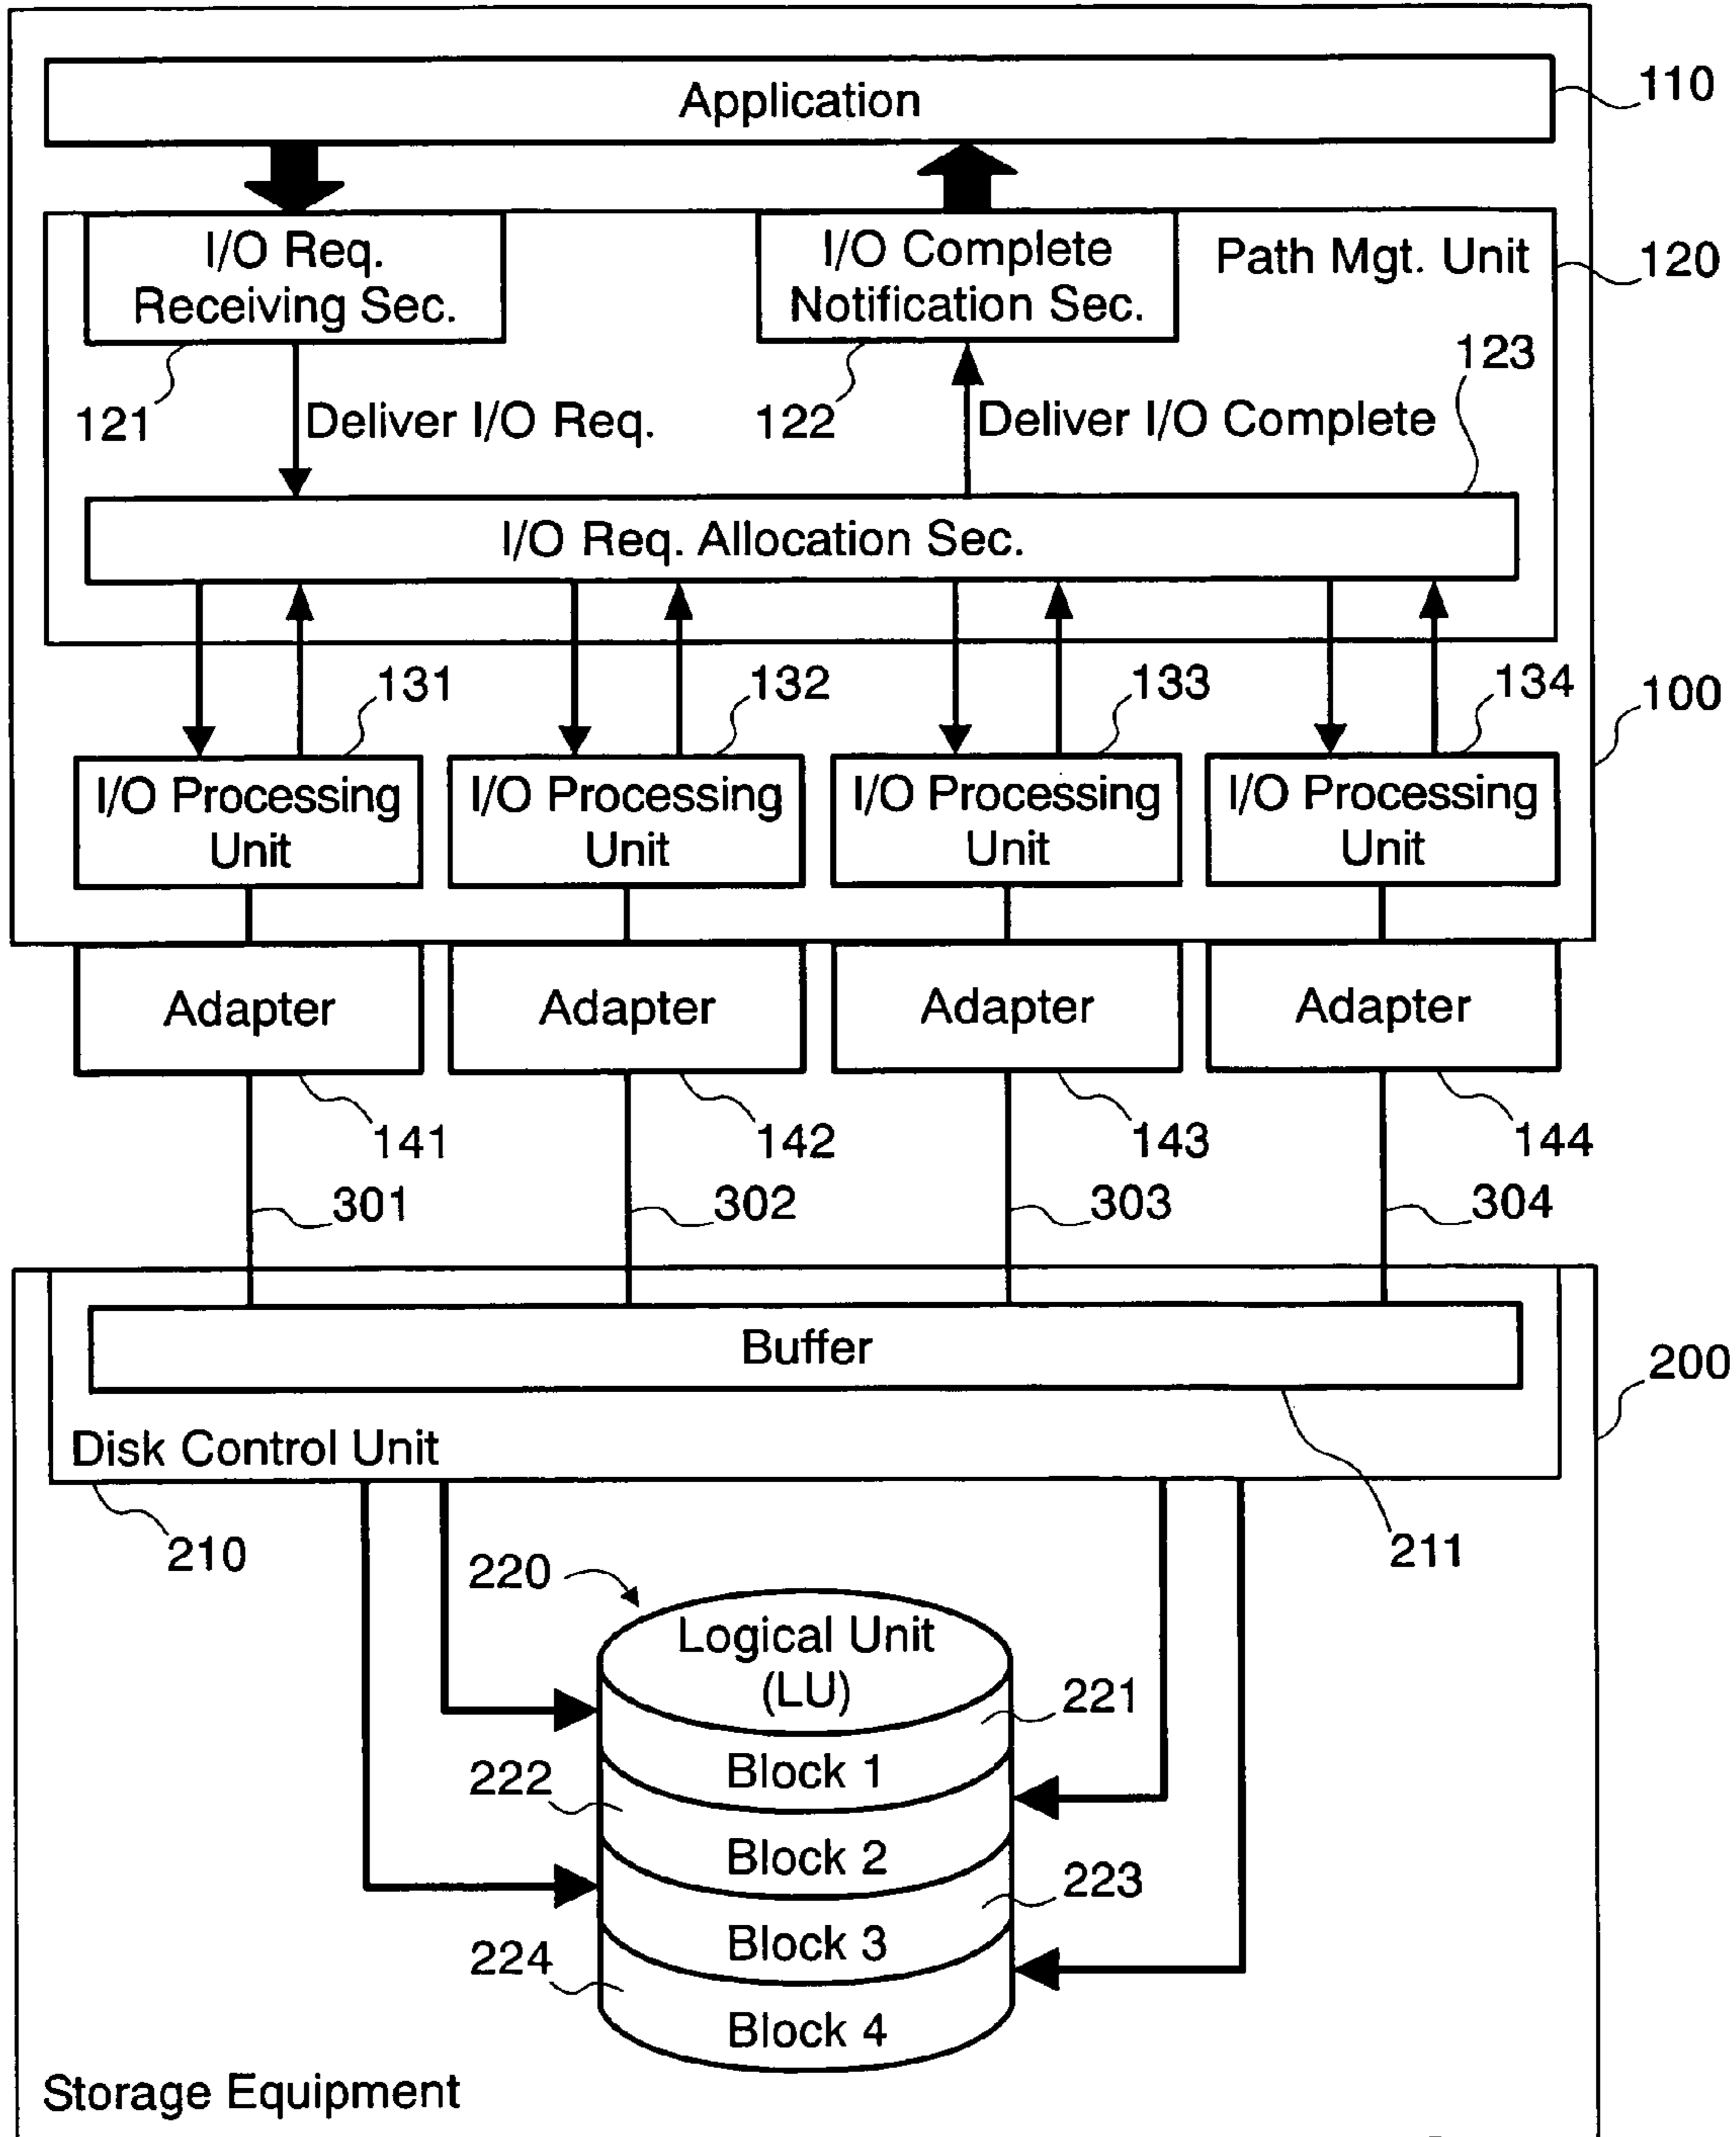 Application
110
I/O Req.
Receiving Sec.
I/O Complete
Notification Sec.
Path Mgt. Unit
120
121
Deliver I/O Req.
122
Deliver I/O Complete
123
I/O Req. Allocation Sec.
131
132
133
134
100
I/O Processing
Unit
I/O Processing
Unit
I/O Processing
Unit
I/O Processing
Unit
Adapter
Adapter
Adapter
Adapter
141
142
143
144
301
302
303
304
Buffer
200
Disk Control Unit
210
211
220
Logical Unit
(LU)
221
Block 1
222
Block 2
223
Block 3
224
Block 4
Storage Equipment